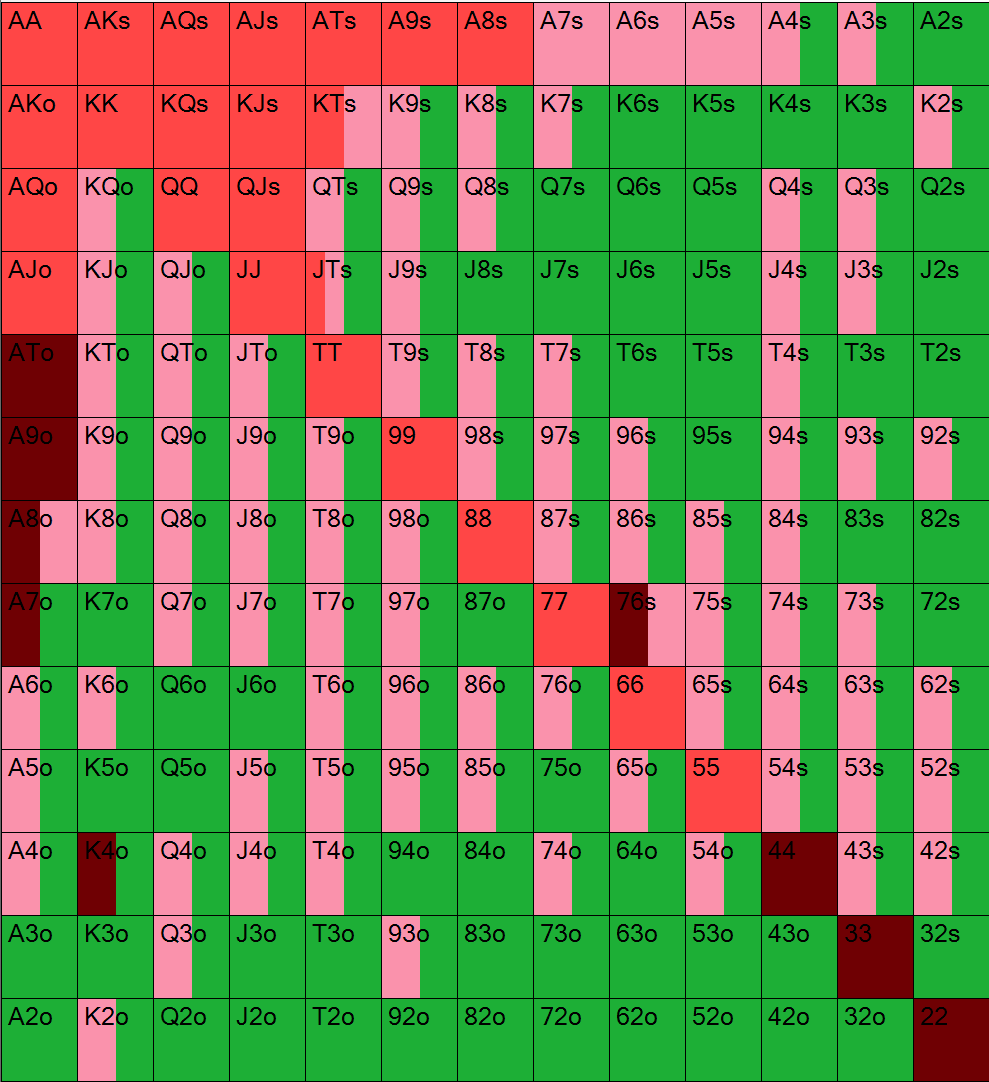 AA AKs AQs AJs ATs A9s A8s A7s A6s A5s A4s A3s A2s
AKo KK KQs KJs KTs K9s K8s K7s K6s K5s K4s K3s K2s
AQo KQo QQ QJs QTs Q9s Q8s Q7s Q6s Q5s Q4s Q3s Q2s
AJo KJo QJo JJ JTs J9s J8s J7s J6s J5s J4s J3s J2s
ATo KTo QTo JTo TT T9s T8s T7s T6s T5s T4s T3s T2s
A9o K9o Q9o J9o T9o 99 98s 97s 96s 95s 94s 93s 92s
A8o K8o Q8o J8o T8o 98o 88 87s 86s 85s 84s 83s 82s
A7o K7o Q7o J7o T7o 97o 87o 77 76s 75s 74s 73s 72s
A6o K6o Q6o J6o T6o 96o 86o 76o 66 65s 64s 63s 62s
A5o K5o Q5o J5o T5o 95o 85o 75o 65o 55 54s 53s 52s
A4o K4o Q4o J4o T4o 94o 84o 74o 64o 54o 44 43s 42s
A3o K3o Q3o J3o T3o 93o 83o 73o 63o 53o 43o 33 32s
A2o K2o Q2o J2o T2o 92o 82o 72o 62o 52o 42o 32o 22